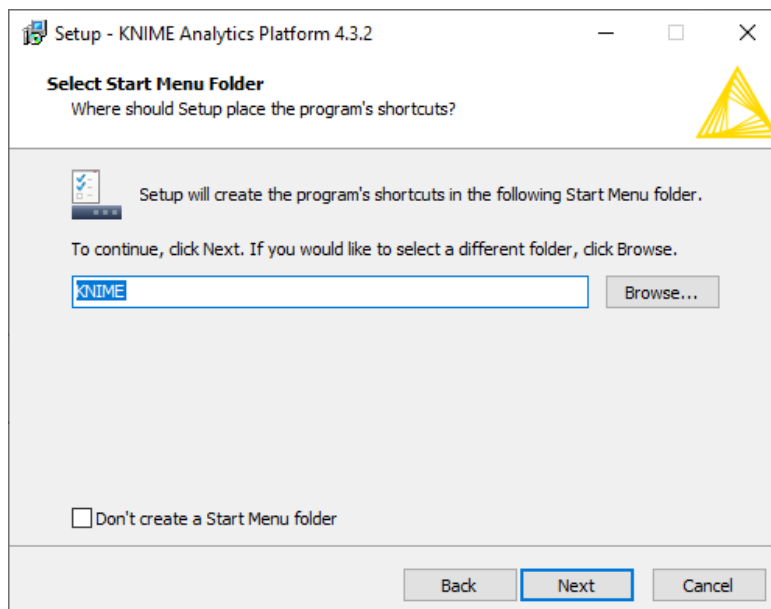 Setup - KNIME Analytics Platform 4.3.2
Select Start Menu Folder
Where should Setup place the program's shortcuts?
Setup will create the program's shortcuts in the following Start Menu folder.
To continue, click Next. If you would like to select a different folder, click Browse.
KNIME
Browse...
Don't create a Start Menu folder
Back
Next
Cancel